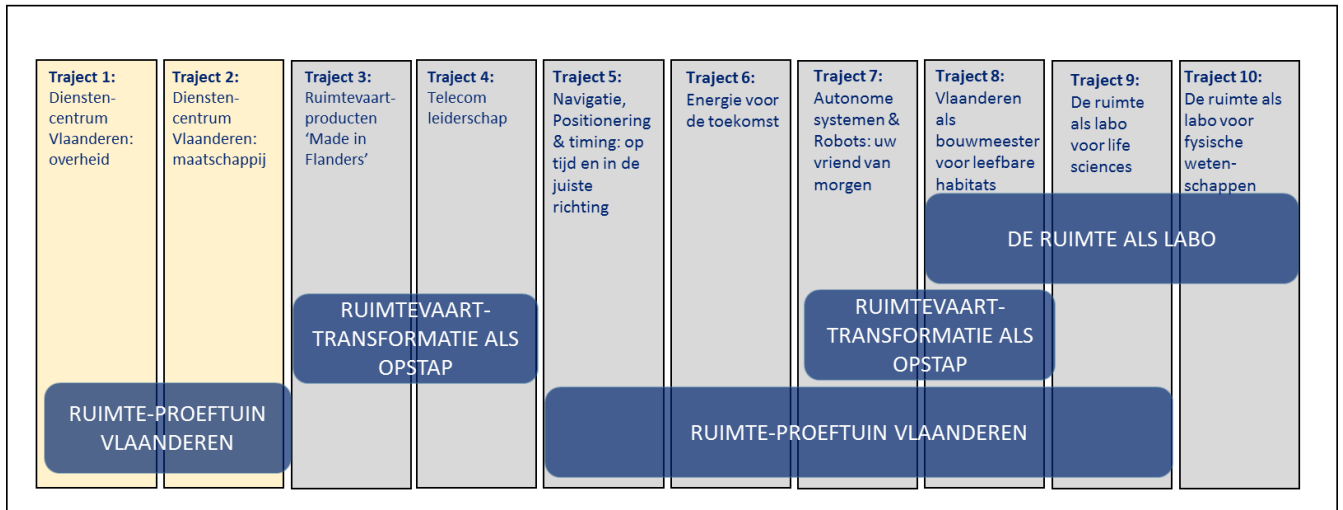 Traject 1:
Diensten-
centrum
Vlaanderen:
overheid
Traject 2:
Diensten-
centrum
Vlaanderen:
maatschappij
Traject 3:
Ruimtevaart-
producten
‘Made in
Flanders’
Traject 4:
Telecom
leiderschap
Traject 5:
Navigatie,
Positionering
& timing: op
tijd en in de
juiste
richting
Traject 6:
Energie voor
de toekomst
Traject 7:
Autonome
systemen &
Robots: uw
vriend van
morgen
Traject 8:
Vlaanderen
als
bouwmeester
voor leefbare
habitats
Traject 9:
De ruimte
als labo
voor life
sciences
Traject 10:
De ruimte als
labo voor
fysische
weten-
schappen
DE RUIMTE ALS LABO
RUIMTEVAART-
TRANSFORMATIE ALS
OPSTAP
RUIMTEVAART-
TRANSFORMATIE ALS
OPSTAP
RUIMTE-PROEFTUIN
VLAANDEREN
RUIMTE-PROEFTUIN VLAANDEREN